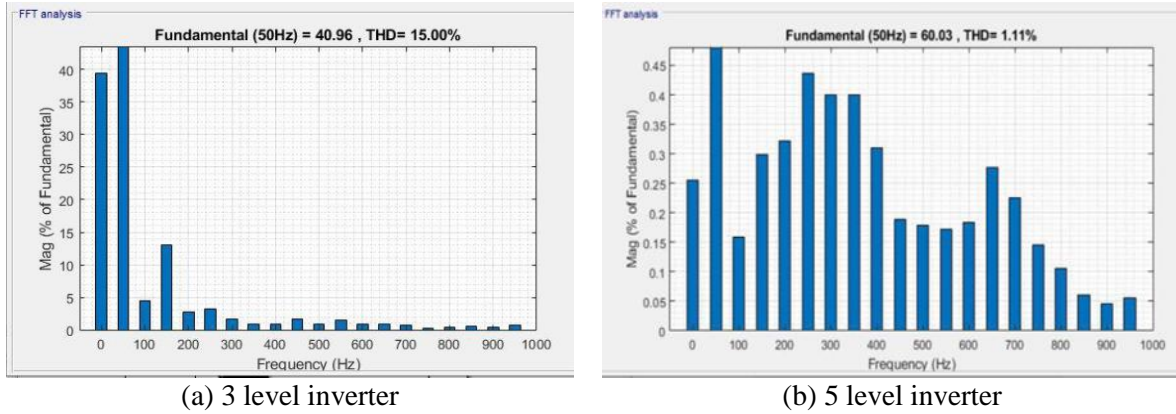 FFT analysis
Fundamental (50Hz) = 40.96 , THD= 15.00%
Mag (% of Fundamental)
40
35
30
25
20
15
10
5
0
0 100 200 300 400 500 600 700 800 900 1000
Frequency (Hz)
(a) 3 level inverter
FFT analysis
Fundamental (50Hz) = 60.03 , THD= 1.11%
Mag (% of Fundamental)
0.45
0.4
0.35
0.3
0.25
0.2
0.15
0.1
0.05
0
0 100 200 300 400 500 600 700 800 900 1000
Frequency (Hz)
(b) 5 level inverter